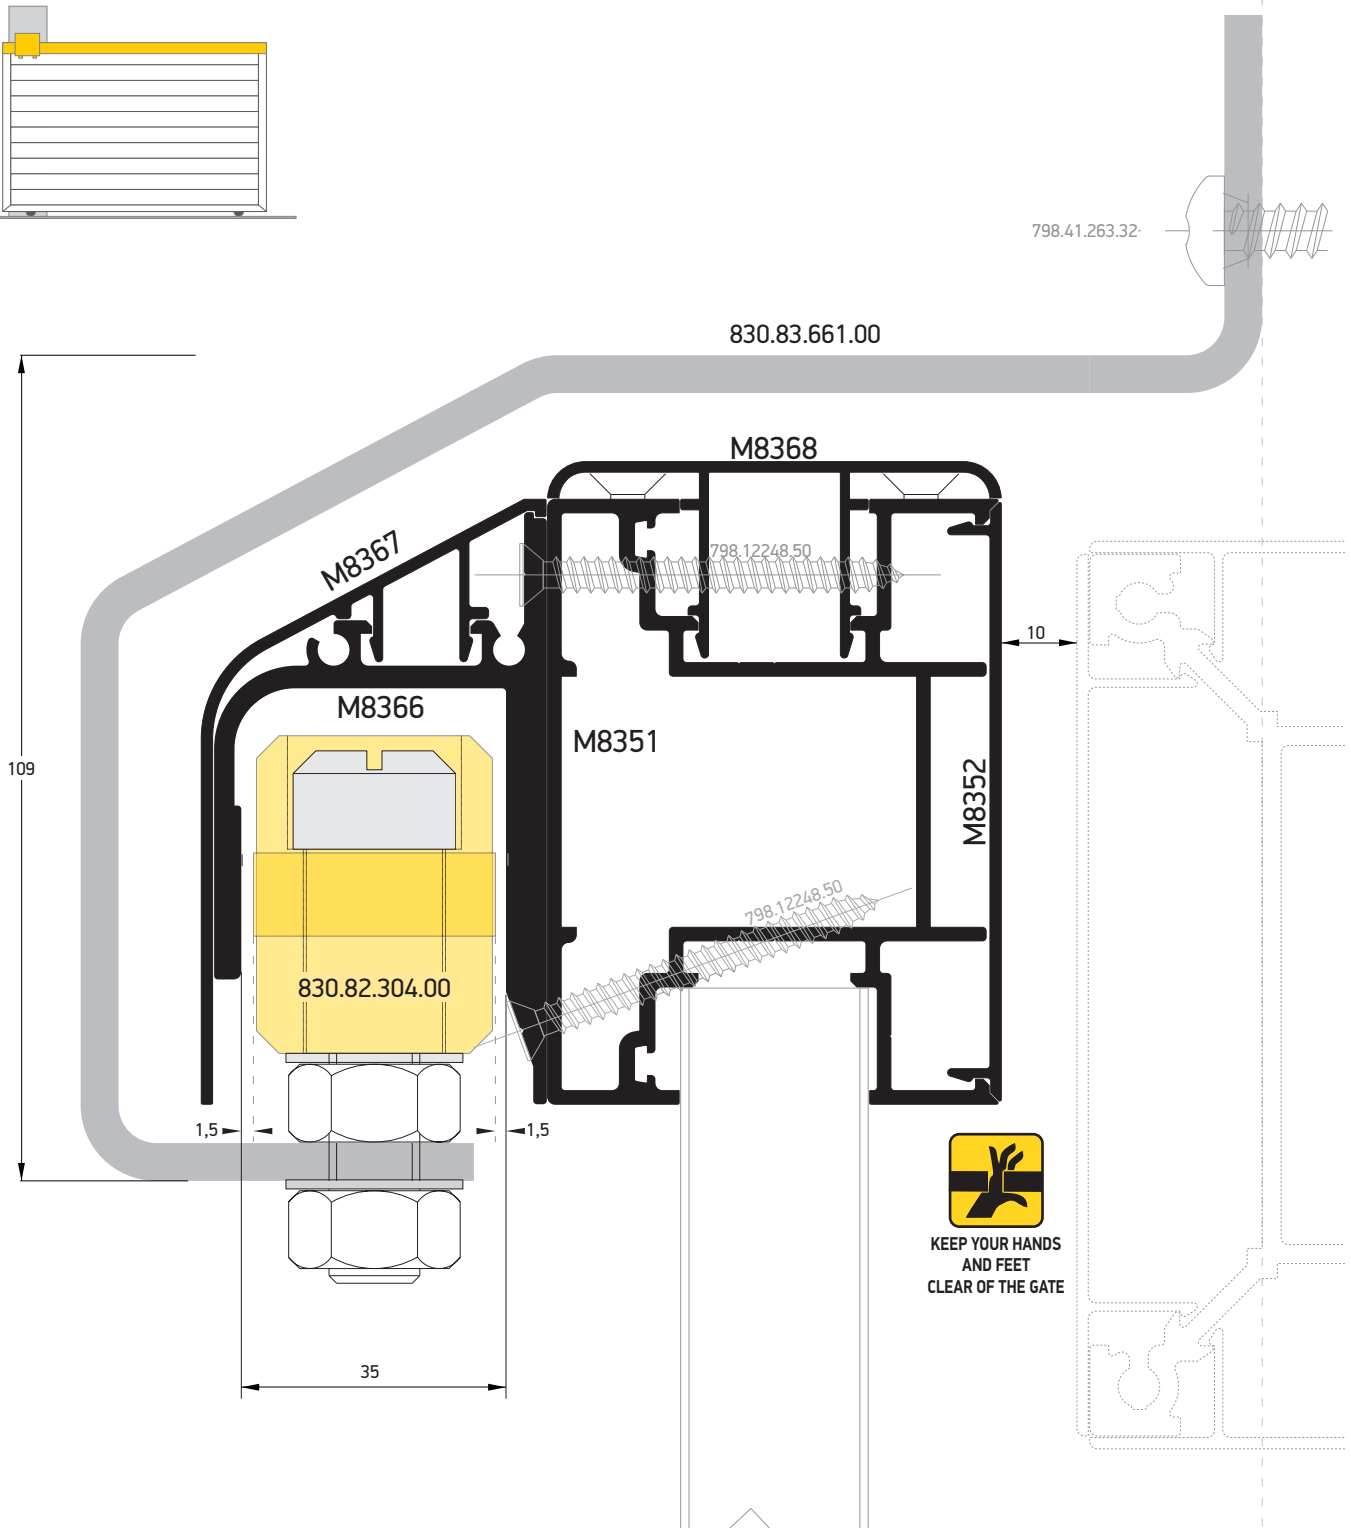 798.41.263.32
830.83.661.00
M8368
M8367
798.12248.50
10
M8366
M8351
M8352
109
798.12248.50
830.82.304.00
1,5
1,5
KEEP YOUR HANDS
AND FEET
CLEAR OF THE GATE
35